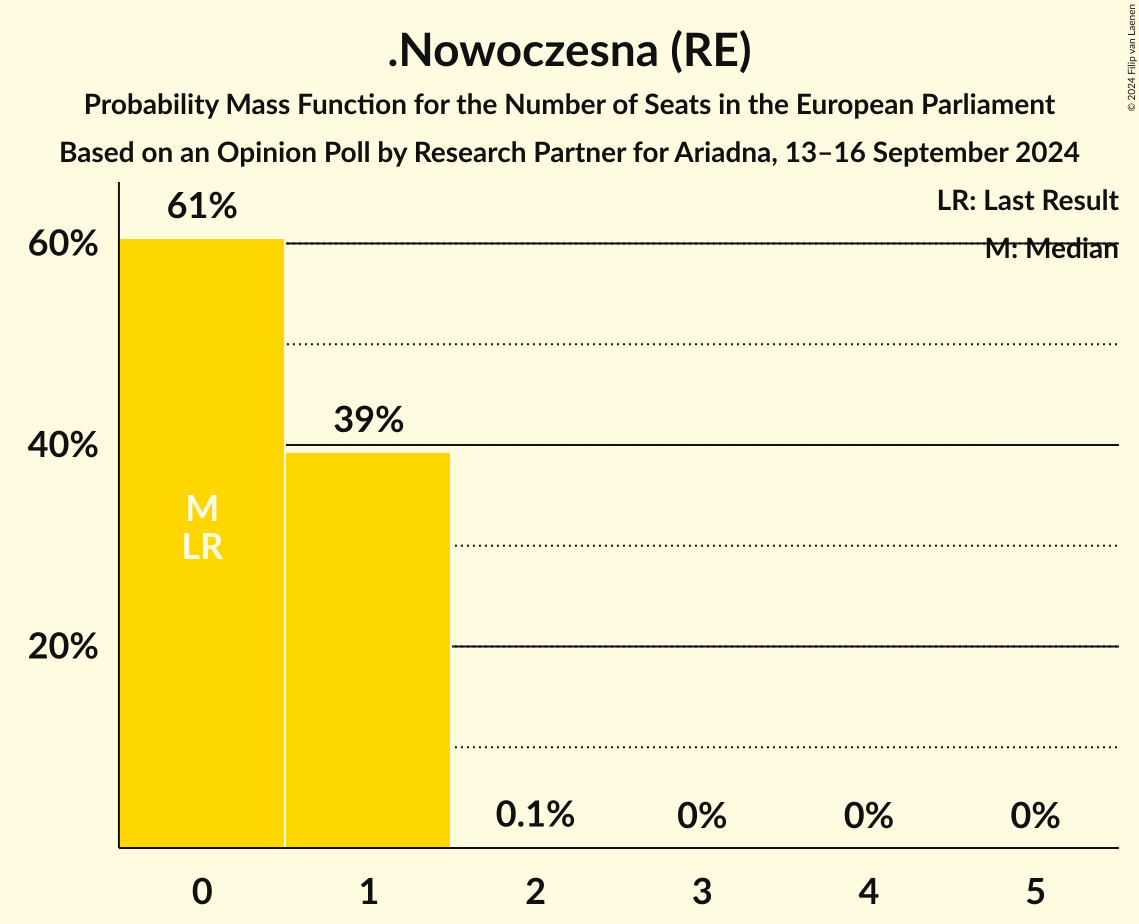 .Nowoczesna (RE)
Probability Mass Function for the Number of Seats in the European Parliament
Based on an Opinion Poll by Research Partner for Ariadna, 13–16 September 2024
© 2024 Filip van Laenen
LR: Last Result
M: Median
60%
40%
20%
61%
39%
0.1%
0%
0%
0%
M
LR
0
1
2
3
4
5